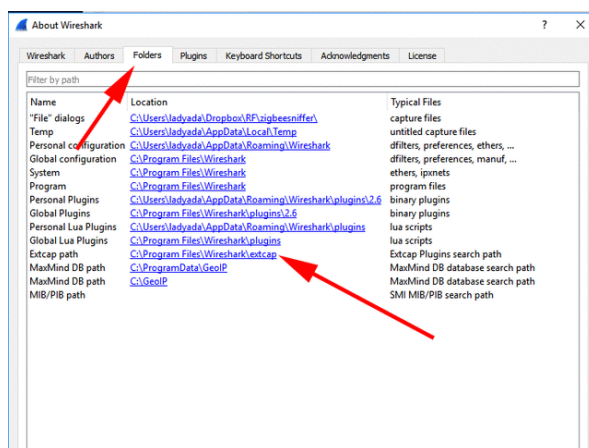 About Wireshark
Wireshark Authors Folders Plugins Keyboard Shortcuts Acknowledgments License
Filter by path
Name Location Typical Files
"File" dialogs C:\Users\ladyada\Dropbox\RF\zigbeesniffer\ capture files
Temp C:\Users\ladyada\AppData\Local\Temp untitled capture files
Personal configuration C:\Users\ladyada\AppData\Roaming\Wireshark dfilters, preferences, ethers, ...
Global configuration C:\Program Files\Wireshark dfilters, preferences, manuf, ...
System C:\Program Files\Wireshark ethers, ipxnets
Program C:\Program Files\Wireshark program files
Personal Plugins C:\Users\ladyada\AppData\Roaming\Wireshark\plugins\2.6 binary plugins
Global Plugins C:\Program Files\Wireshark\plugins\2.6 binary plugins
Personal Lua Plugins C:\Users\ladyada\AppData\Roaming\Wireshark\plugins lua scripts
Global Lua Plugins C:\Program Files\Wireshark\plugins lua scripts
Extcap path C:\Program Files\Wireshark\extcap Extcap Plugins search path
MaxMind DB path C:\ProgramData\GeoIP MaxMind DB database search path
MaxMind DB path C:\GeoIP MaxMind DB database search path
MIB/PIB path SMI MIB/PIB search path